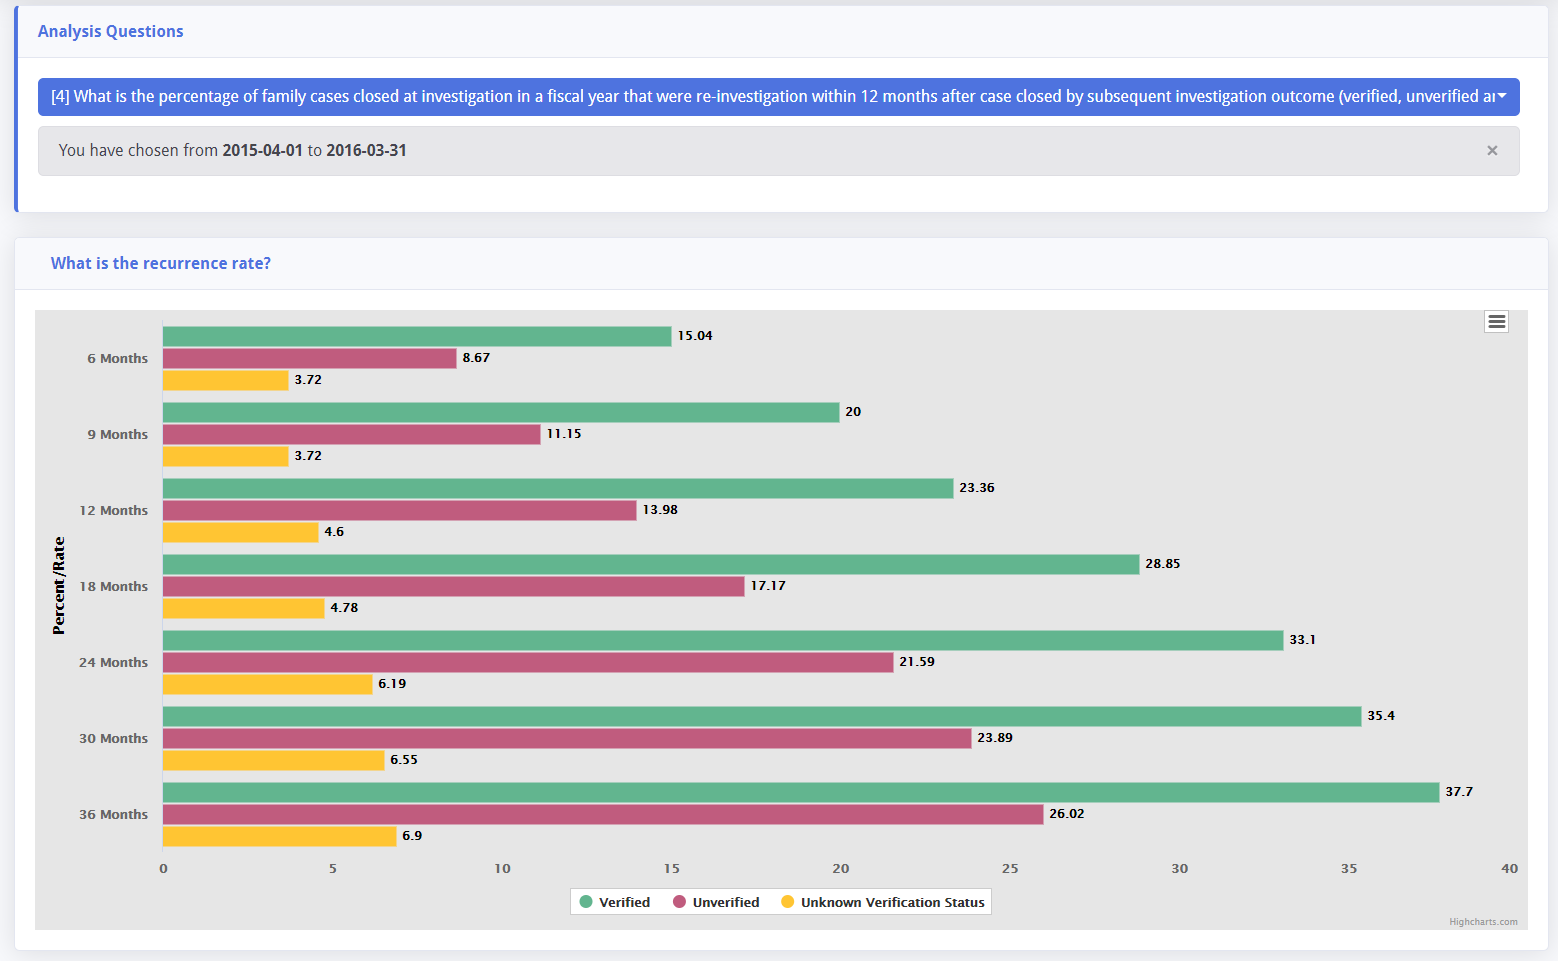 Analysis Questions
[4] What is the percentage of family cases closed at investigation in a fiscal year that were re-investigation within 12 months after case closed by subsequent investigation outcome (verified, unverified
You have chosen from 2015-04-01 to 2016-03-31
×
What is the recurrence rate?
Percent/Rate
6 Months
15.04
8.67
3.72
9 Months
20
11.15
3.72
12 Months
23.36
13.98
4.6
18 Months
28.85
17.17
4.78
24 Months
33.1
21.59
6.19
30 Months
35.4
23.89
6.55
36 Months
37.7
26.02
6.9
0 5 10 15 20 25 30 35 40
Verified Unverified Unknown Verification Status
Highcharts.com